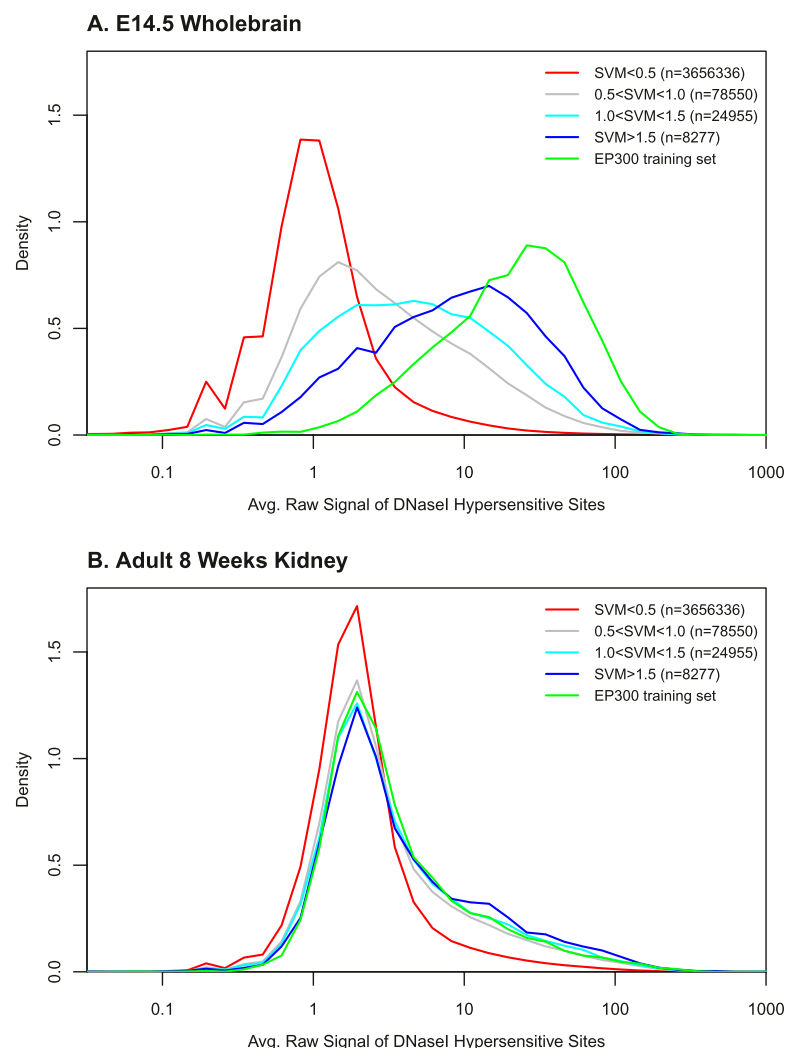 A. E14.5 Wholebrain
SVM<0.5 (n=3656336)
0.5<SVM<1.0 (n=78550)
1.0<SVM<1.5 (n=24955)
SVM>1.5 (n=8277)
EP300 training set
Density
1.5
1.0
0.5
0.0
0.1 1 10 100 1000
Avg. Raw Signal of DNaseI Hypersensitive Sites
B. Adult 8 Weeks Kidney
SVM<0.5 (n=3656336)
0.5<SVM<1.0 (n=78550)
1.0<SVM<1.5 (n=24955)
SVM>1.5 (n=8277)
EP300 training set
Density
1.5
1.0
0.5
0.0
0.1 1 10 100 1000
Avg. Raw Signal of DNaseI Hypersensitive Sites